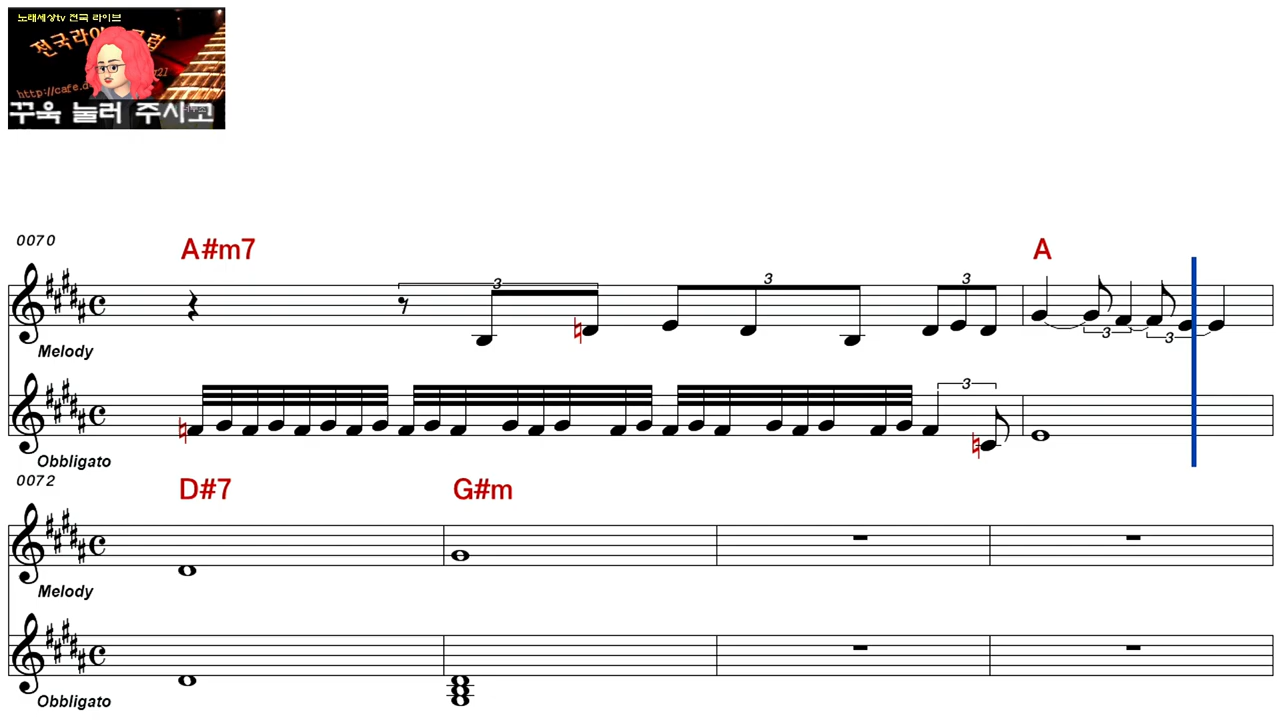 노래세상tv 전국 라이브
http://cafe.d
꾸욱 눌러 주시고
0070
A#m7
A
3
3
3
3
3
Melody
3
Obbligato
0072
D#7
G#m
Melody
Obbligato